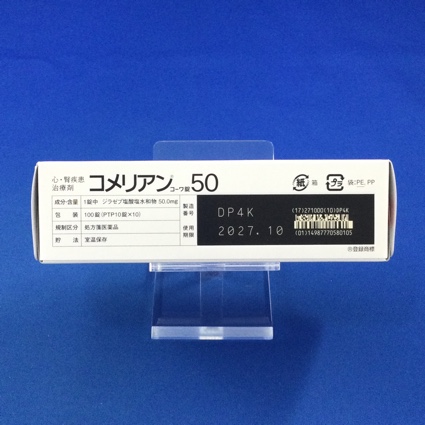 心・腎疾患
治療剤
コメリアン コーワ錠 50
紙 箱 プラ 袋:PE, PP
成分・含量 1錠中 ジラゼプ塩酸塩水和物 50.0mg
包装 100錠(PTP10錠×10)
規制区分 処方箋医薬品
貯法 室温保存
製造番号 DP4K
使用期限 2027.10
(17)271000(10)DP4K
(01)14987770580105
※登録商標